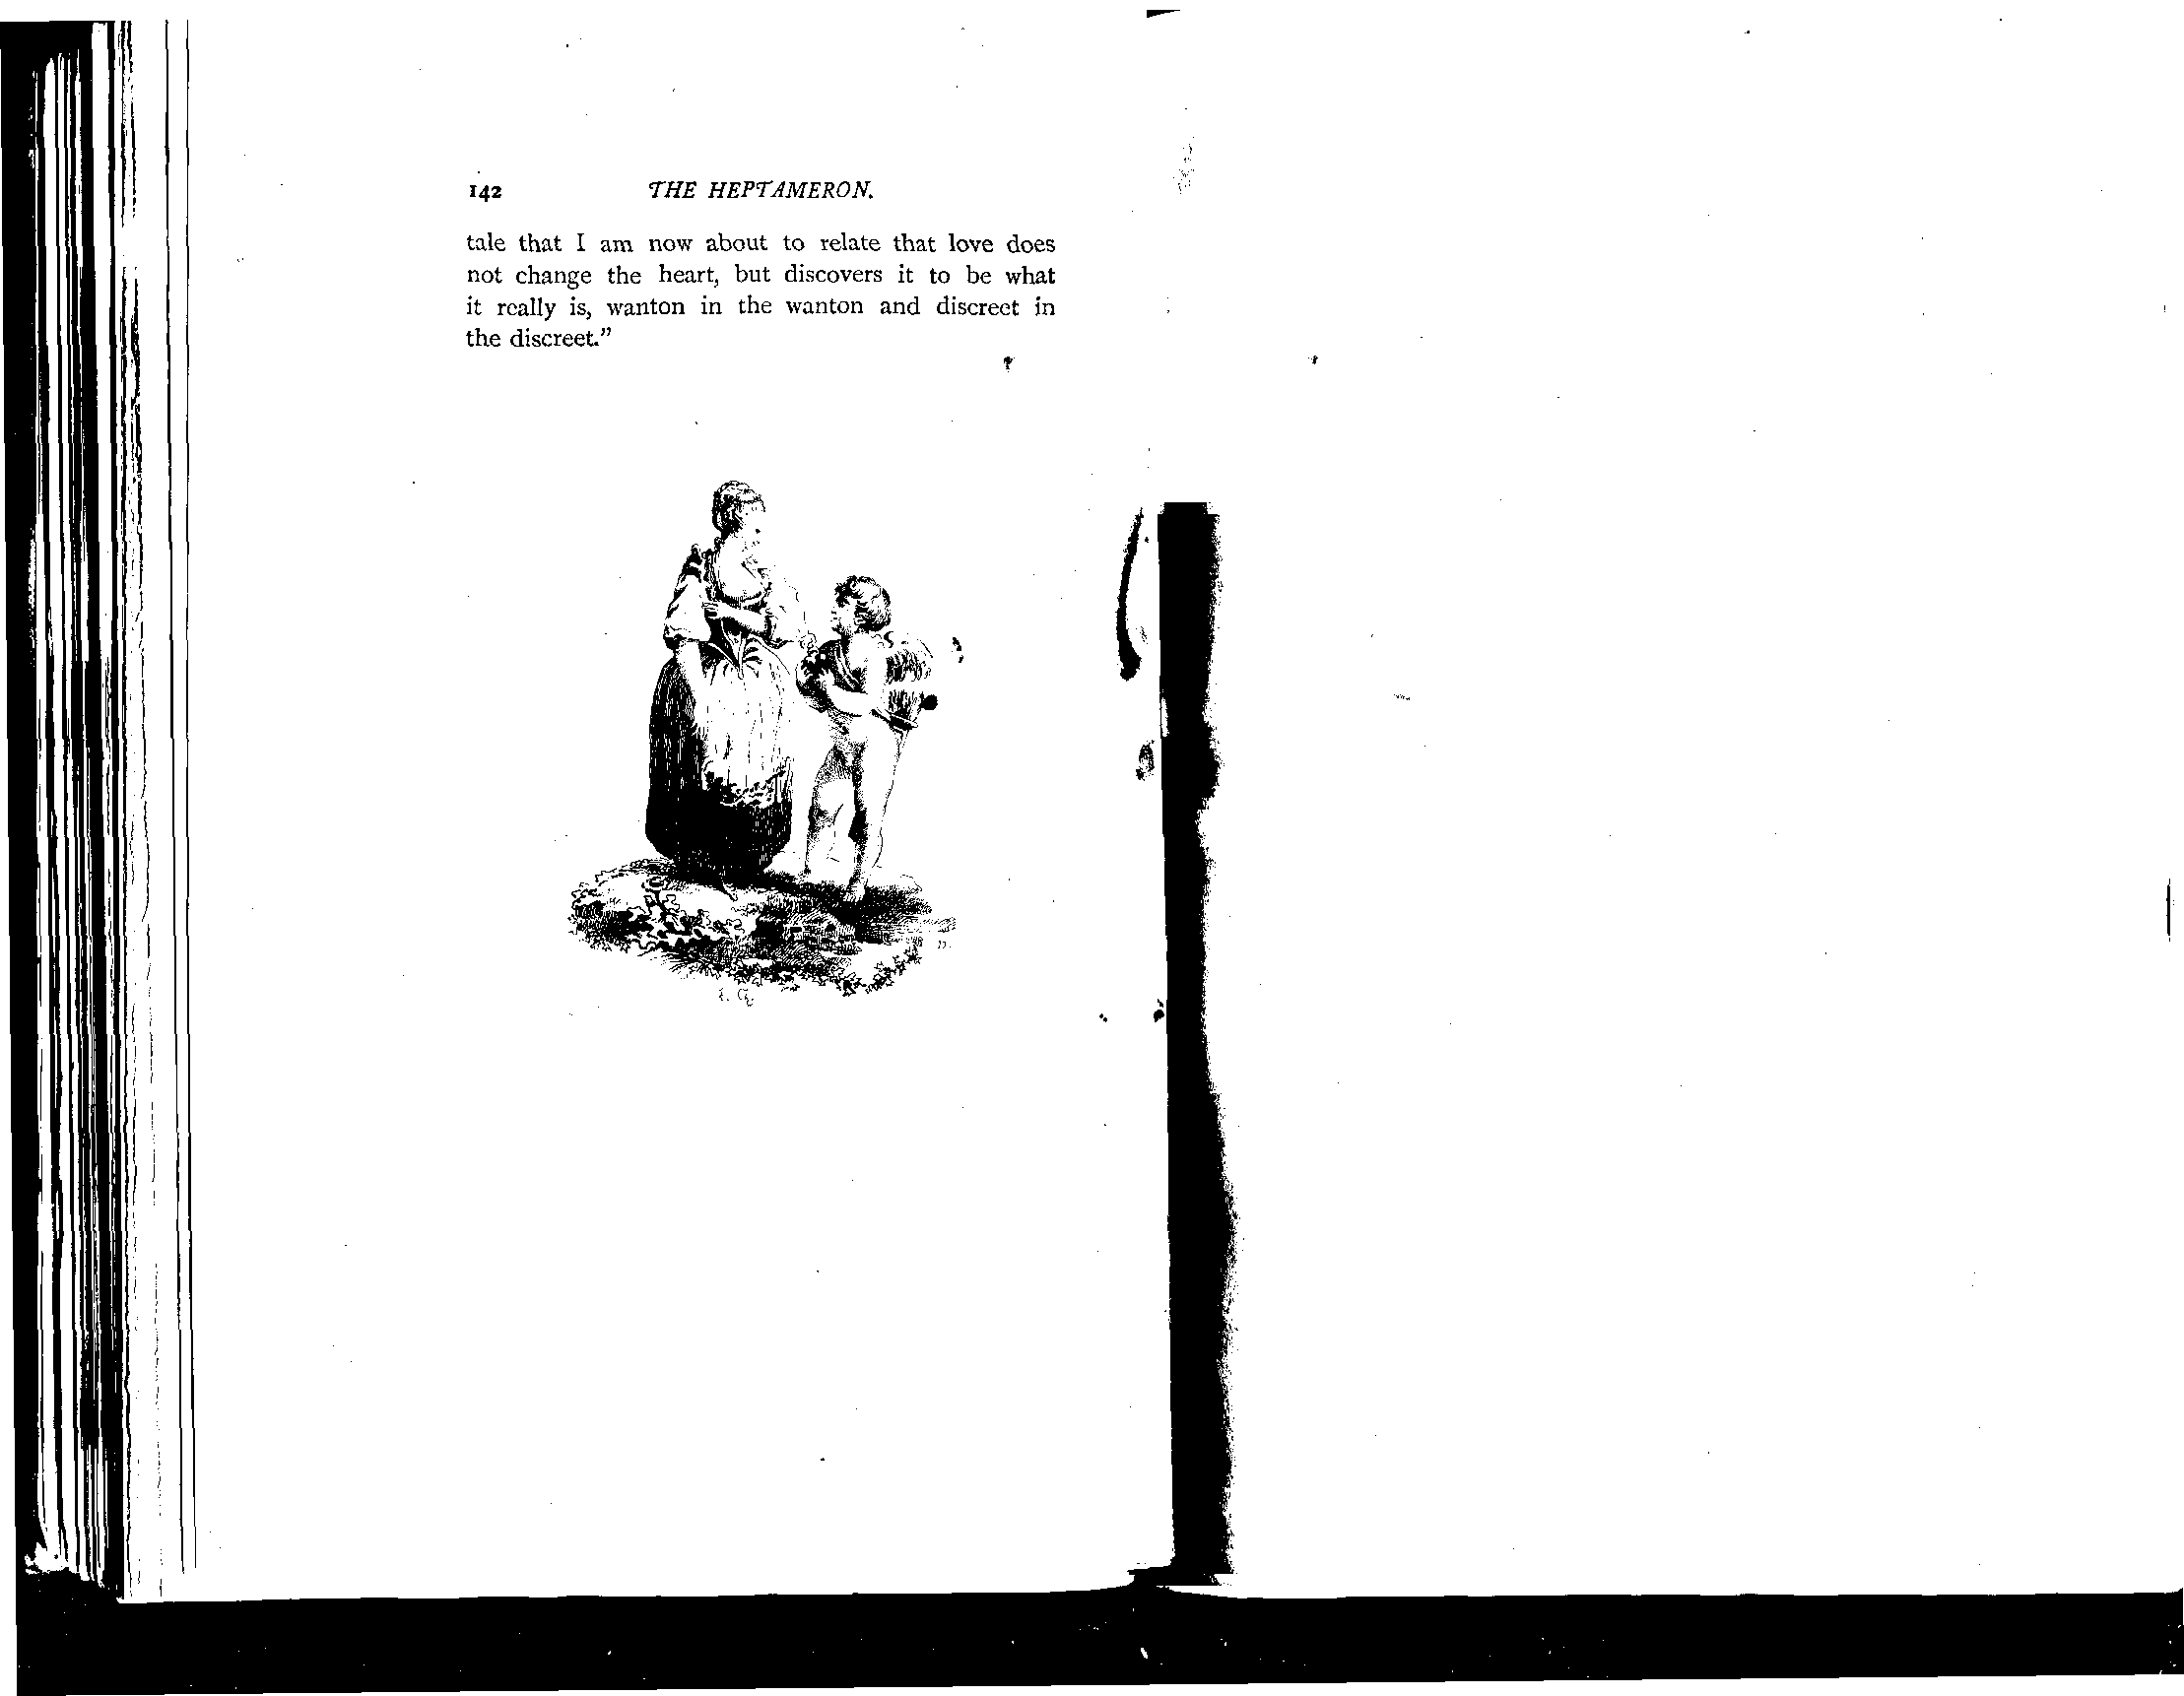 142 THE HEPTAMERON.
tale that I am now about to relate that love does
not change the heart, but discovers it to be what
it really is, wanton in the wanton and discreet in
the discreet.”